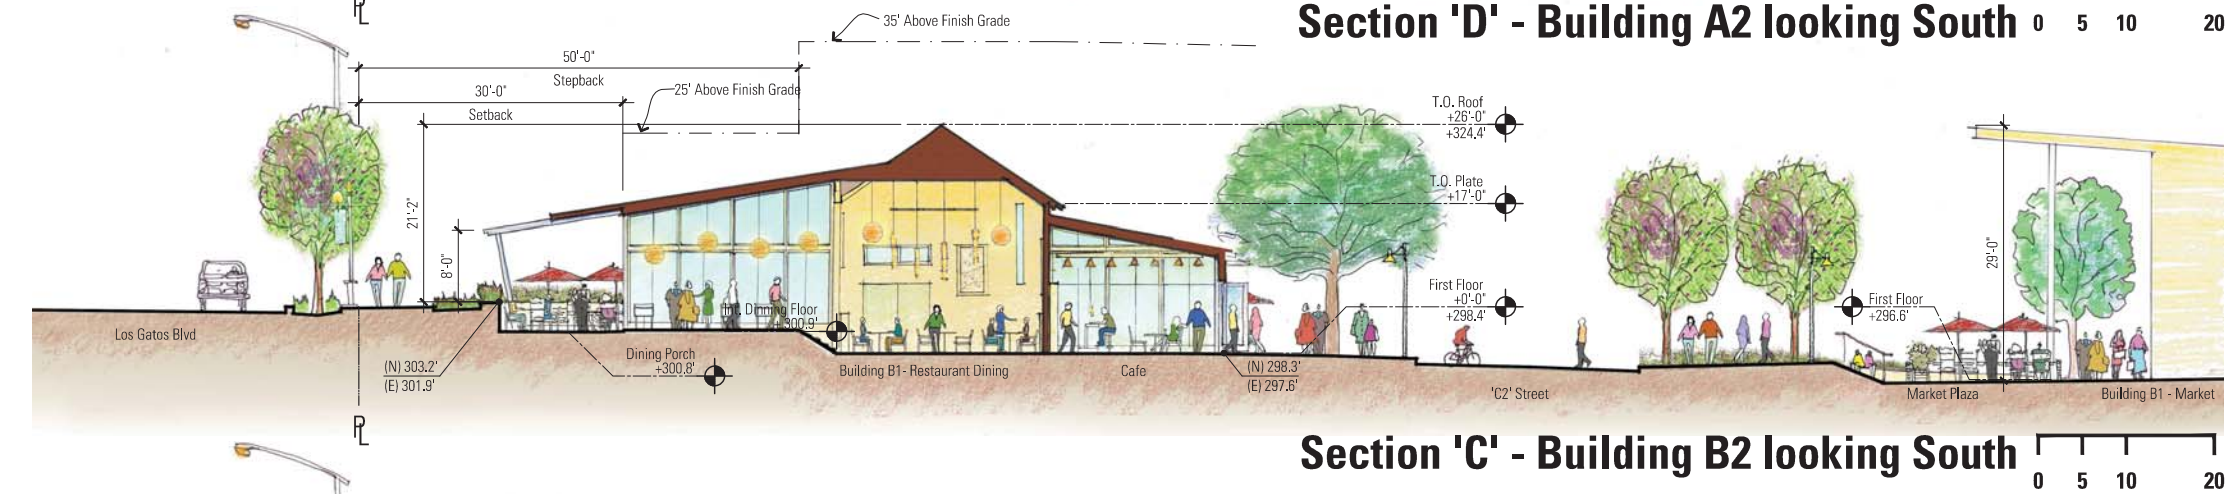 PL
35' Above Finish Grade
Section 'D' - Building A2 looking South
0 5 10 20
50'-0"
Stepback
30'-0"
25' Above Finish Grade
Setback
T.O. Roof
+26'-0"
+324.4'
T.O. Plate
+17'-0"
21'-2"
8'-0"
29'-0"
First Floor
+0'-0"
+298.4'
First Floor
+296.6'
Int. Dinning Floor
+300.9'
Los Gatos Blvd
(N) 303.2'
(E) 301.9'
Dining Porch
+300.8'
Building B1- Restaurant Dining
Cafe
(N) 298.3'
(E) 297.6'
'C2' Street
Market Plaza
Building B1 - Market
PL
Section 'C' - Building B2 looking South
0 5 10 20